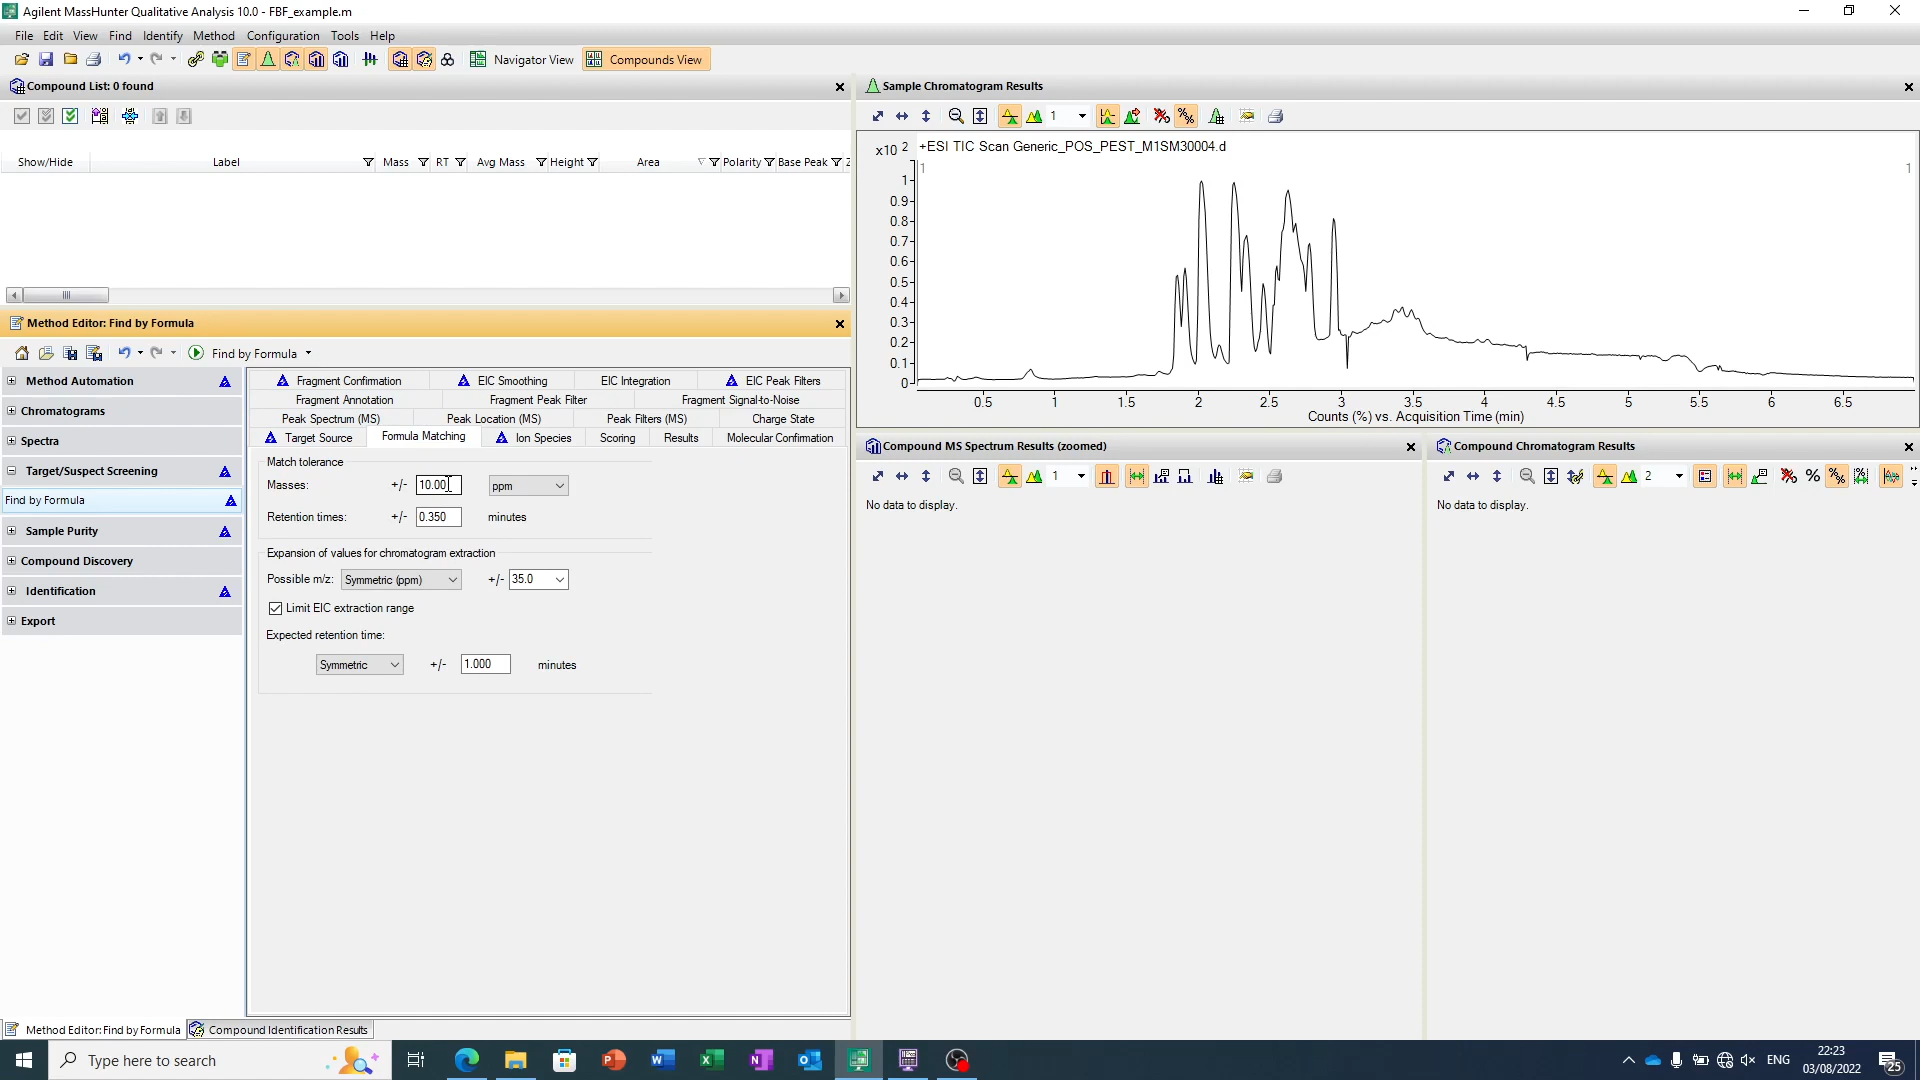 Agilent MassHunter Qualitative Analysis 10.0 - FBF_example.m
File Edit View Find Identify Method Configuration Tools Help
Navigator View Compounds View
Compound List: 0 found
Show/Hide Label Mass RT Avg Mass Height Area Polarity Base Peak Z
Method Editor: Find by Formula
Find by Formula
Method Automation
Chromatograms
Spectra
Target/Suspect Screening
Find by Formula
Sample Purity
Compound Discovery
Identification
Export
Fragment Confirmation EIC Smoothing EIC Integration EIC Peak Filters
Fragment Annotation Fragment Peak Filter Fragment Signal-to-Noise
Peak Spectrum (MS) Peak Location (MS) Peak Filters (MS) Charge State
Target Source Formula Matching Ion Species Scoring Results Molecular Confirmation
Match tolerance
Masses: +/- 10.00 ppm
Retention times: +/- 0.350 minutes
Expansion of values for chromatogram extraction
Possible m/z: Symmetric (ppm) +/- 35.0
Limit EIC extraction range
Expected retention time:
Symmetric +/- 1.000 minutes
Method Editor: Find by Formula Compound Identification Results
Sample Chromatogram Results
1
x10 2 +ESI TIC Scan Generic_POS_PEST_M1SM30004.d
1 1
1
0.9
0.8
0.7
0.6
0.5
0.4
0.3
0.2
0.1
0
0.5 1 1.5 2 2.5 3 3.5 4 4.5 5 5.5 6 6.5
Counts (%) vs. Acquisition Time (min)
Compound MS Spectrum Results (zoomed)
1
No data to display.
Compound Chromatogram Results
2
No data to display.
Type here to search
ENG
22:23
03/08/2022
25